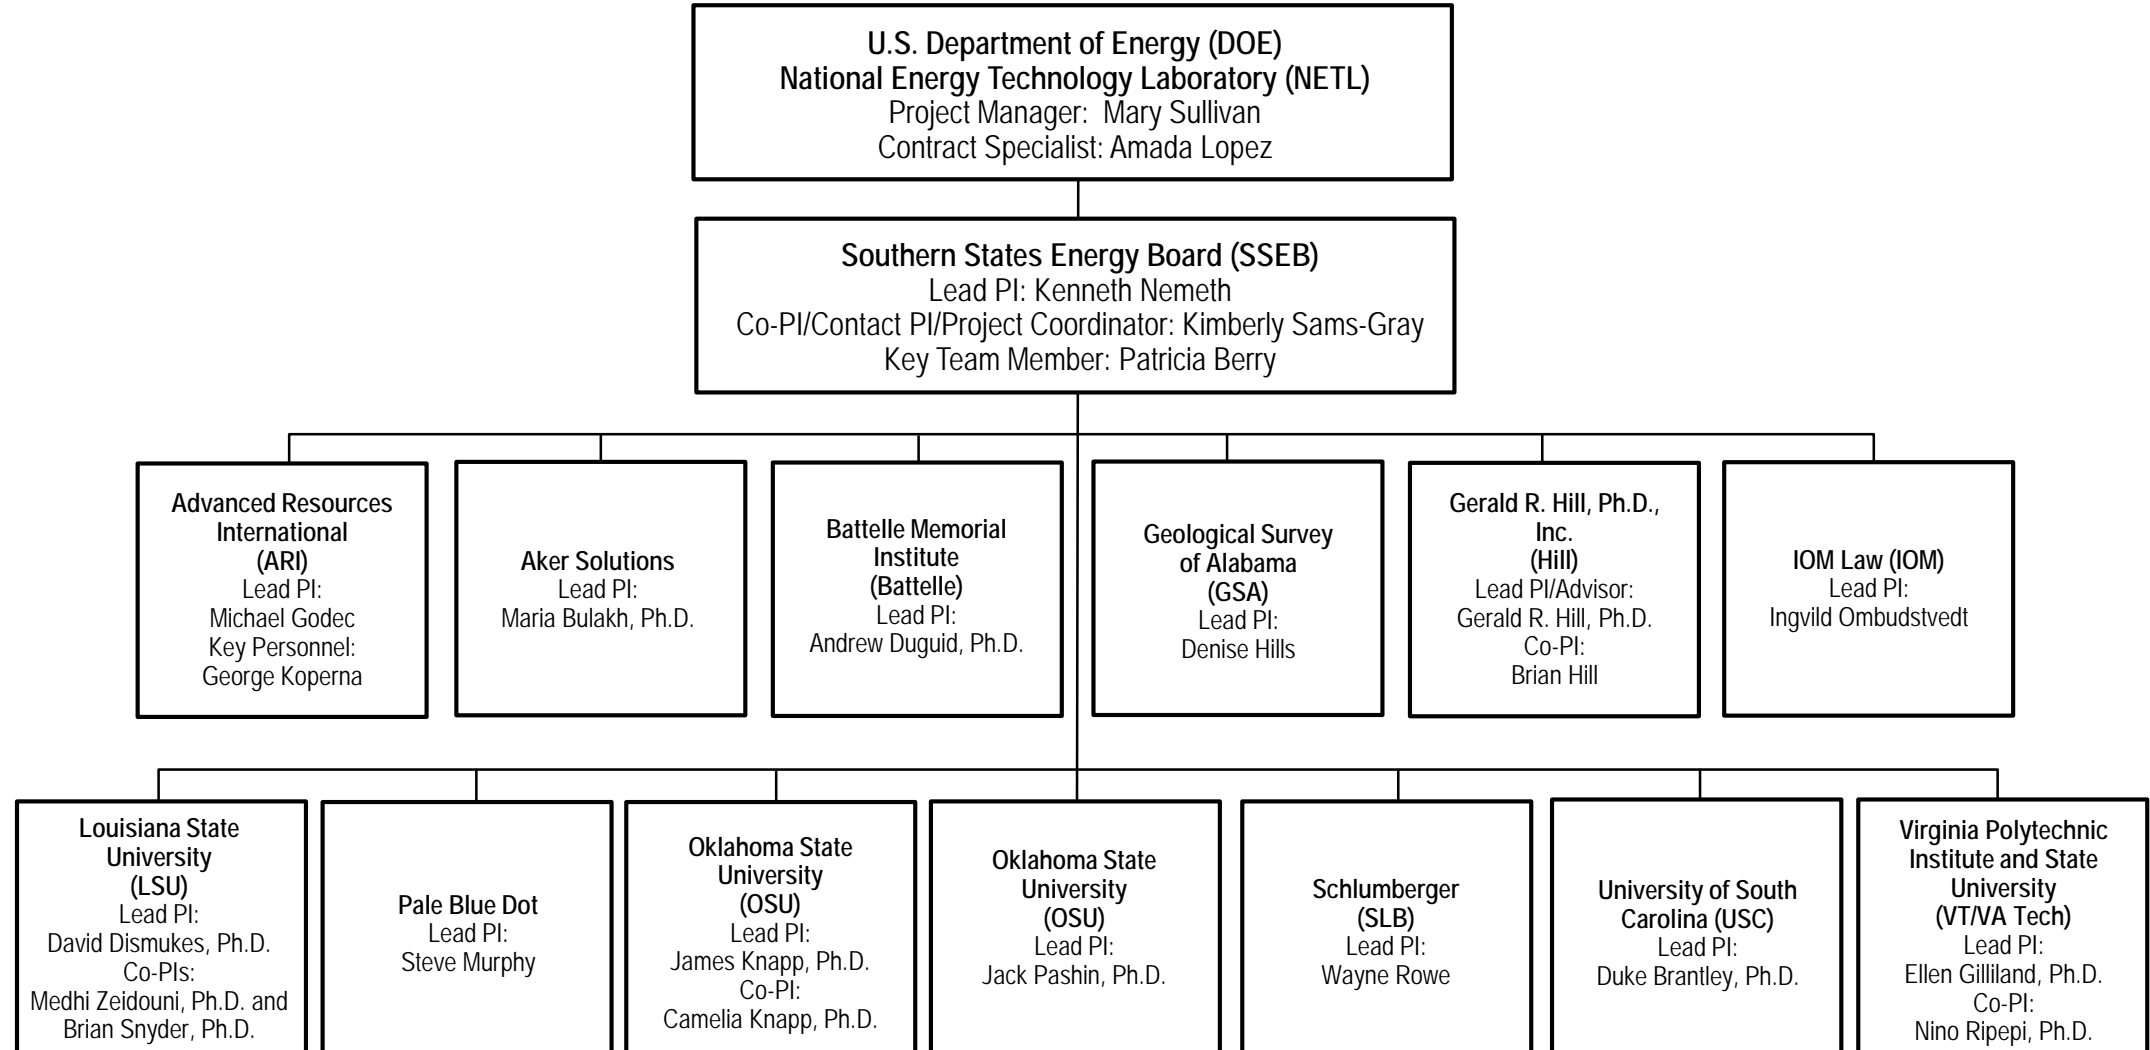 U.S. Department of Energy (DOE)
National Energy Technology Laboratory (NETL)
Project Manager: Mary Sullivan
Contract Specialist: Amada Lopez
Southern States Energy Board (SSEB)
Lead PI: Kenneth Nemeth
Co-PI/Contact PI/Project Coordinator: Kimberly Sams-Gray
Key Team Member: Patricia Berry
Advanced Resources
International
(ARI)
Lead PI:
Michael Godec
Key Personnel:
George Koperna
Aker Solutions
Lead PI:
Maria Bulakh, Ph.D.
Battelle Memorial
Institute
(Battelle)
Lead PI:
Andrew Duguid, Ph.D.
Geological Survey
of Alabama
(GSA)
Lead PI:
Denise Hills
Gerald R. Hill, Ph.D.,
Inc.
(Hill)
Lead PI/Advisor:
Gerald R. Hill, Ph.D.
Co-PI:
Brian Hill
IOM Law (IOM)
Lead PI:
Ingvild Ombudstvedt
Louisiana State
University
(LSU)
Lead PI:
David Dismukes, Ph.D.
Co-PIs:
Medhi Zeidouni, Ph.D. and
Brian Snyder, Ph.D.
Pale Blue Dot
Lead PI:
Steve Murphy
Oklahoma State
University
(OSU)
Lead PI:
James Knapp, Ph.D.
Co-PI:
Camelia Knapp, Ph.D.
Oklahoma State
University
(OSU)
Lead PI:
Jack Pashin, Ph.D.
Schlumberger
(SLB)
Lead PI:
Wayne Rowe
University of South
Carolina (USC)
Lead PI:
Duke Brantley, Ph.D.
Virginia Polytechnic
Institute and State
University
(VT/VA Tech)
Lead PI:
Ellen Gilliland, Ph.D.
Co-PI:
Nino Ripepi, Ph.D.